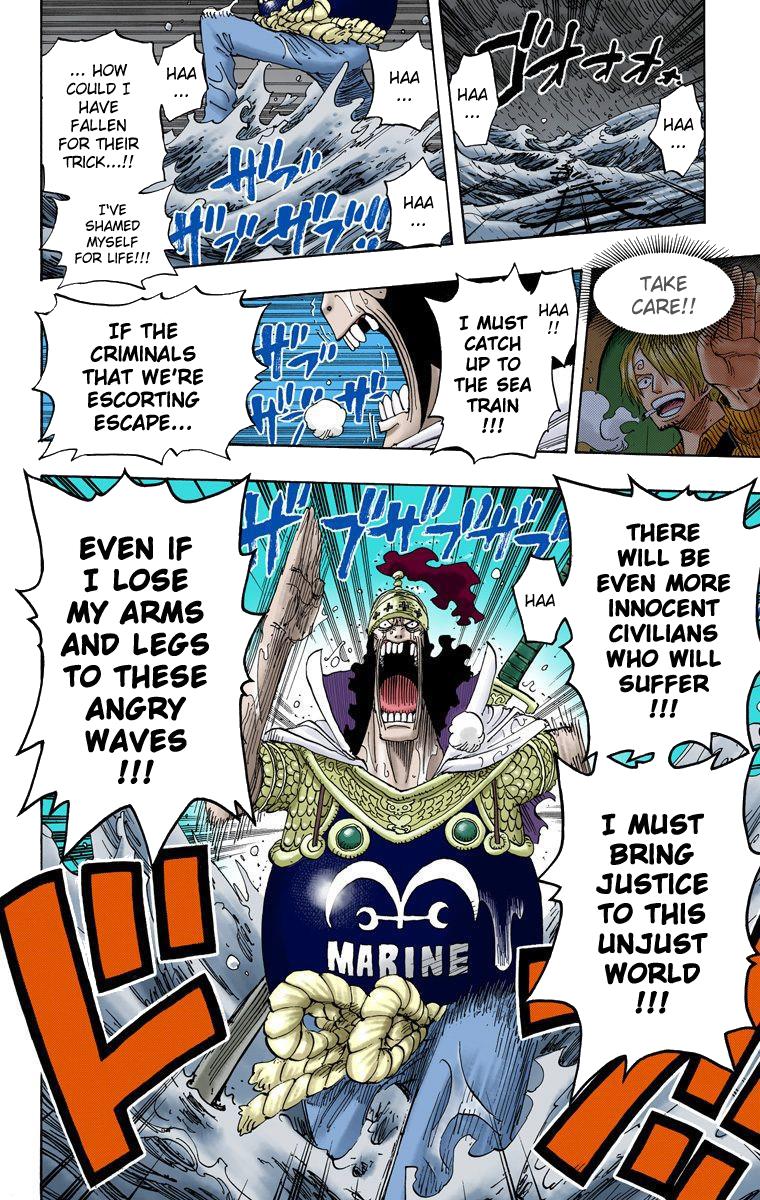 ゴオオオオ
HAA
...
HAA
...
HAA
...
HAA
...
HAA
...
... HOW
COULD I
HAVE
FALLEN
FOR THEIR
TRICK...!!
I'VE
SHAMED
MYSELF
FOR LIFE!!!
ザブ
ザブ
ザブ!!
TAKE
CARE!!
HAA
!!
I MUST
CATCH
UP TO
THE SEA
TRAIN
!!!
ザブ
ザブ
ザブ
IF THE
CRIMINALS
THAT WE'RE
ESCORTING
ESCAPE...
THERE
WILL BE
EVEN MORE
INNOCENT
CIVILIANS
WHO WILL
SUFFER
!!!
HAA
ザブザブザブ
EVEN IF
I LOSE
MY ARMS
AND LEGS
TO THESE
ANGRY
WAVES
!!!
I MUST
BRING
JUSTICE
TO THIS
UNJUST
WORLD
!!!
MARINE
ドン